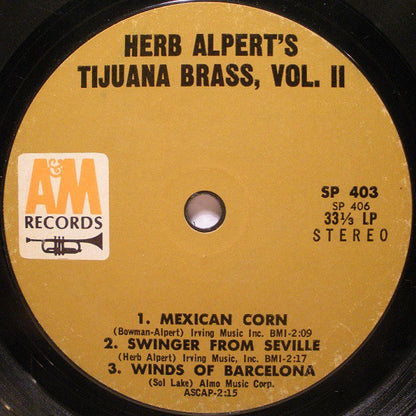 HERB ALPERT'S
TIJUANA BRASS, VOL. II
A&M
RECORDS
SP 403
SP 406
33⅓ LP
STEREO
1. MEXICAN CORN
(Bowman-Alpert) Irving Music Inc. BMI-2:09
2. SWINGER FROM SEVILLE
(Herb Alpert) Irving Music, Inc. BMI-2:17
3. WINDS OF BARCELONA
(Sol Lake) Almo Music Corp.
ASCAP-2:15